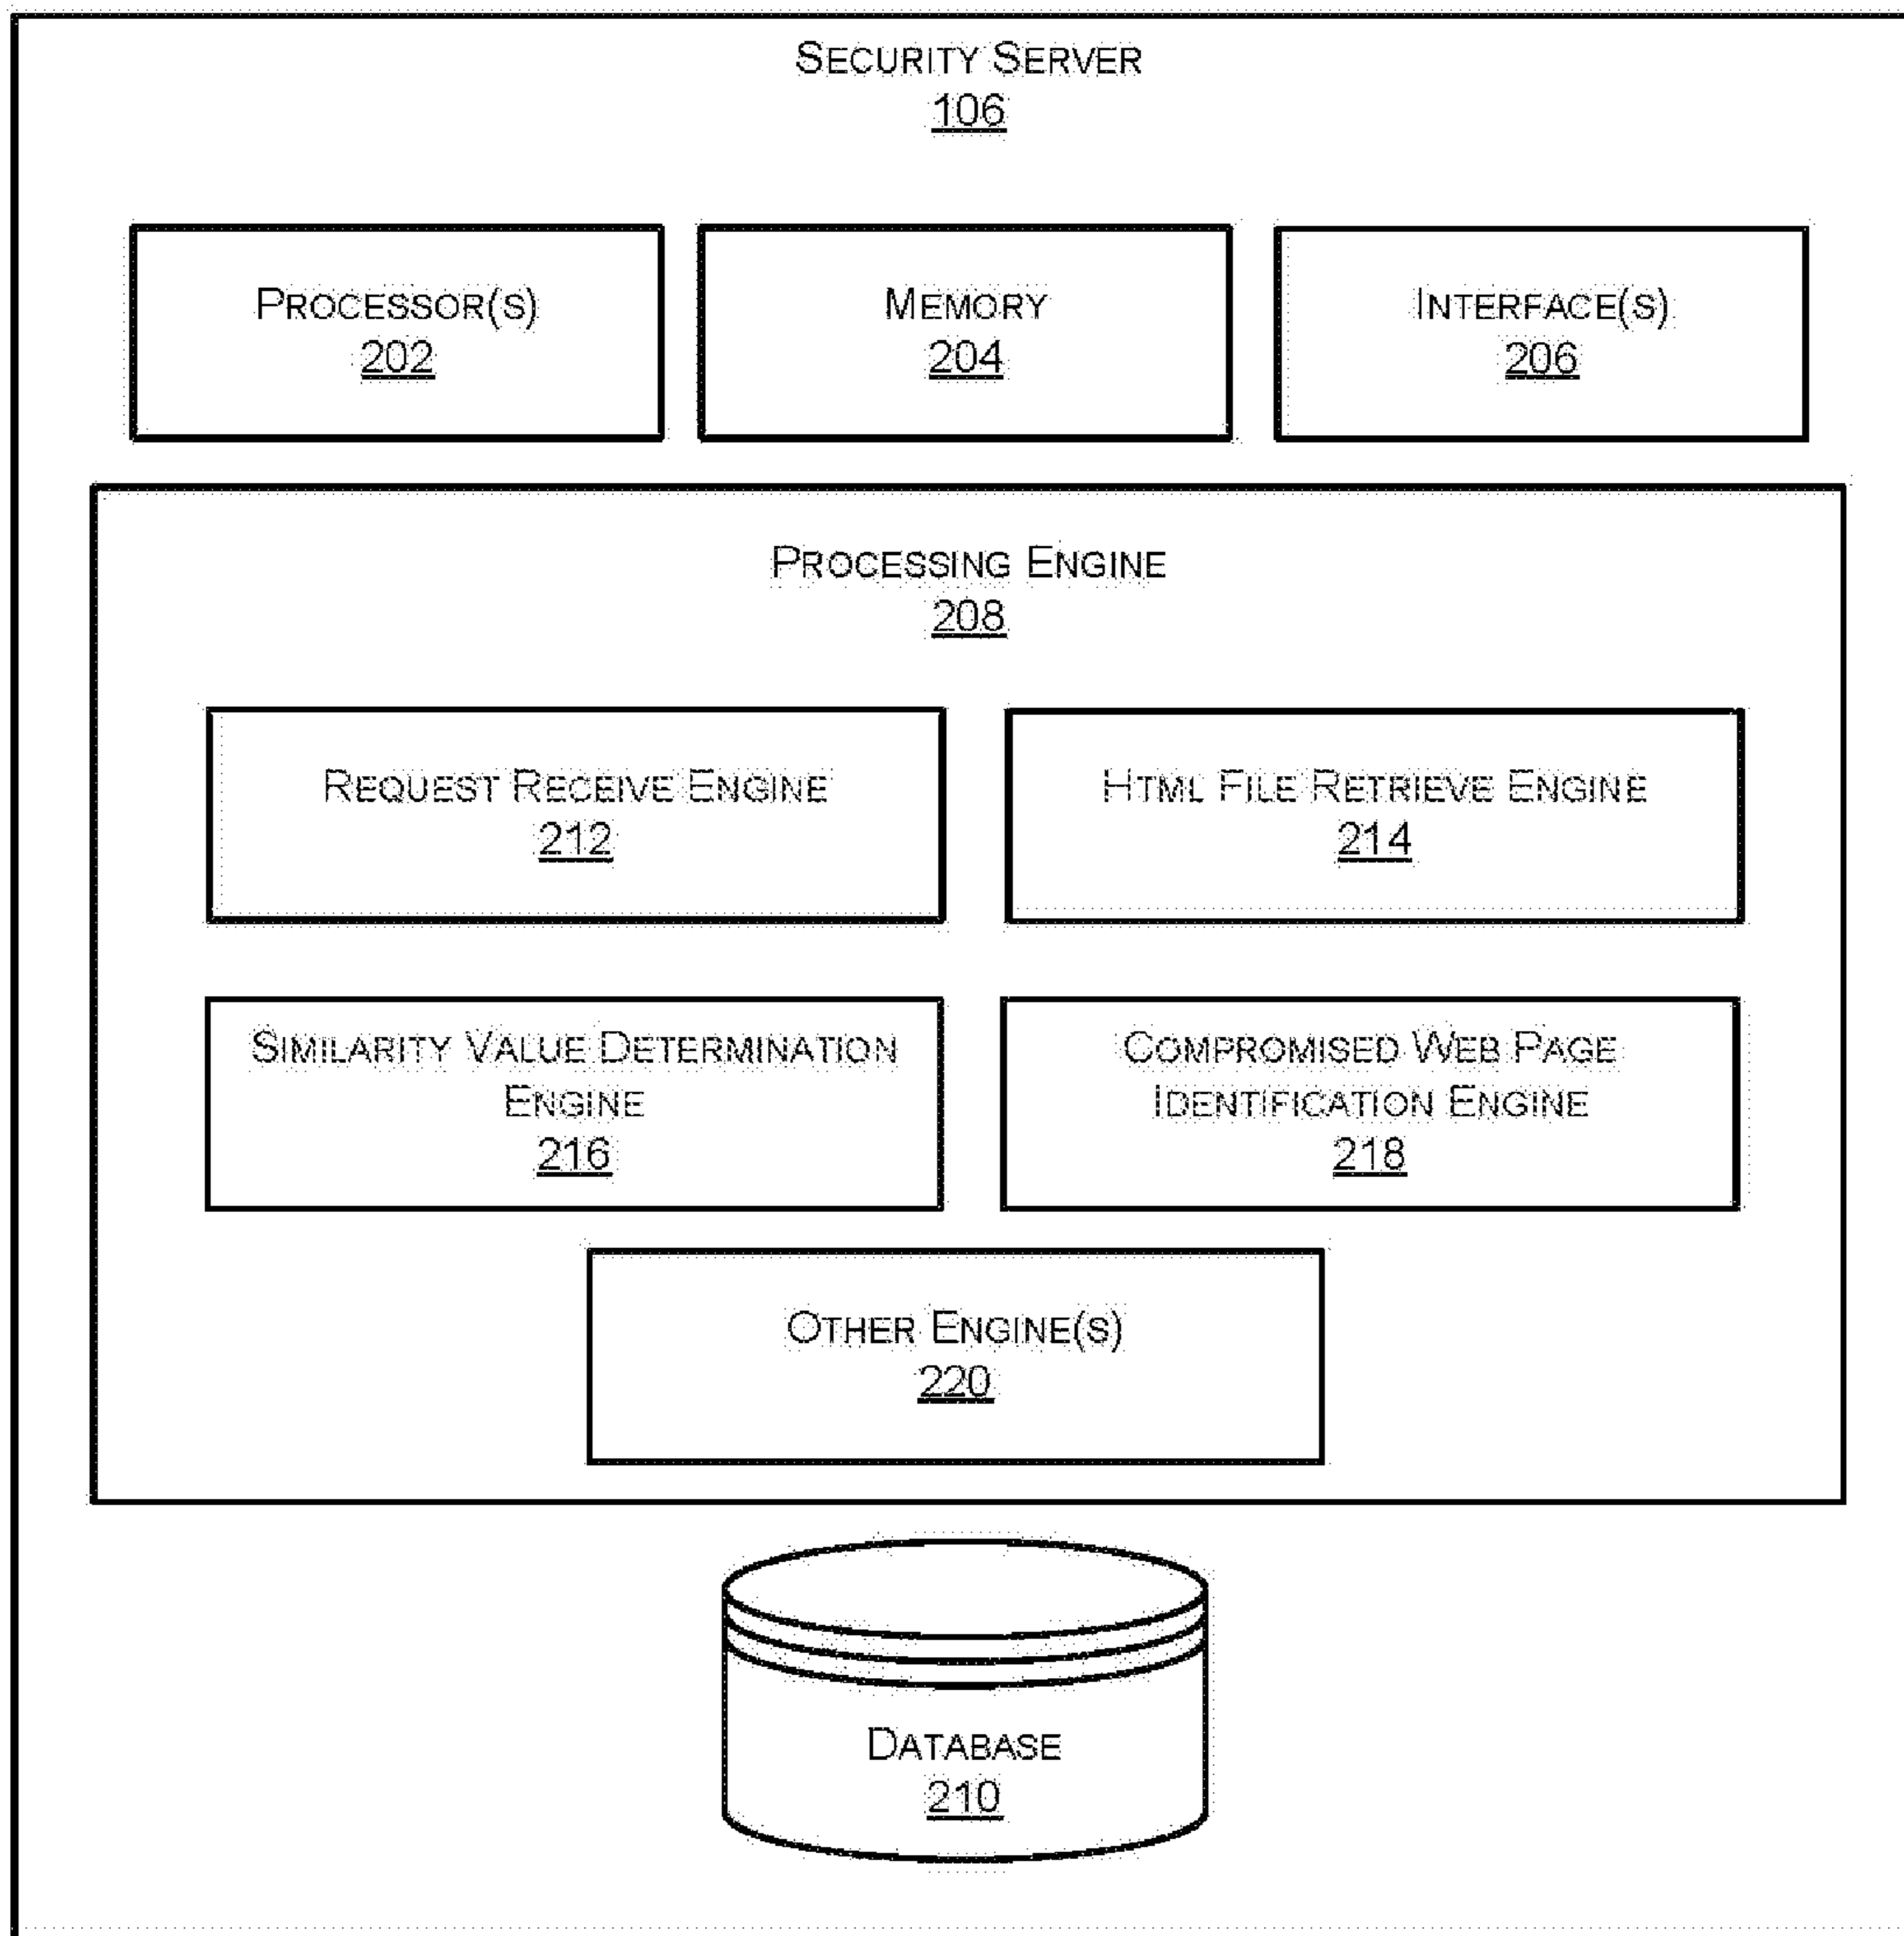 SECURITY SERVER
106
PROCESSOR(S)
202
MEMORY
204
INTERFACE(S)
206
PROCESSING ENGINE
208
REQUEST RECEIVE ENGINE
212
HTML FILE RETRIEVE ENGINE
214
SIMILARITY VALUE DETERMINATION
ENGINE
216
COMPROMISED WEB PAGE
IDENTIFICATION ENGINE
218
OTHER ENGINE(S)
220
DATABASE
210